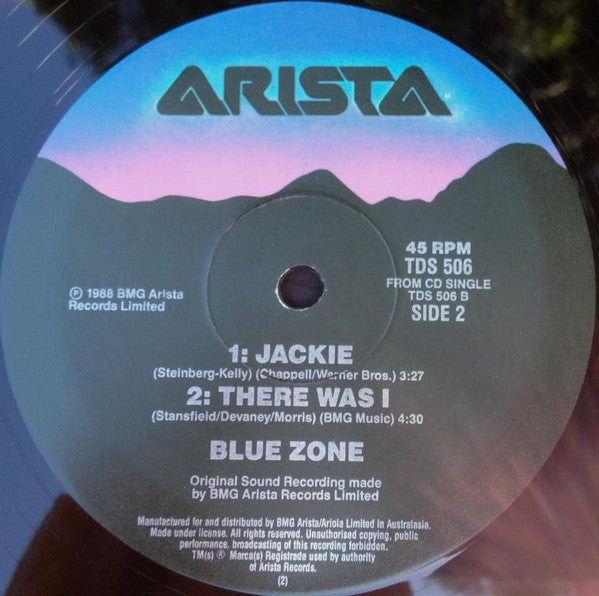 ARISTA
45 RPM
TDS 506
FROM CD SINGLE
TDS 506 B
SIDE 2
℗ 1988 BMG Arista
Records Limited
1: JACKIE
(Steinberg-Kelly) (Chappell/Warner Bros.) 3:27
2: THERE WAS I
(Stansfield/Devaney/Morris) (BMG Music) 4:30
BLUE ZONE
Original Sound Recording made
by BMG Arista Records Limited
Manufactured for and distributed by BMG Arista/Ariola Limited in Australasia.
Made under license. All rights reserved. Unauthorised copying, public
performance, broadcasting of this recording forbidden.
TM(s) ® Marca(s) Registrade used by authority
of Arista Records.
(2)